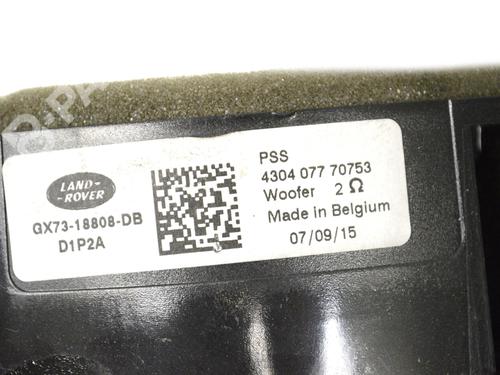 LAND-
ROVER
GX73-18808-DB
D1P2A
PSS
4304 077 70753
Woofer 2 Ω
Made in Belgium
07/09/15